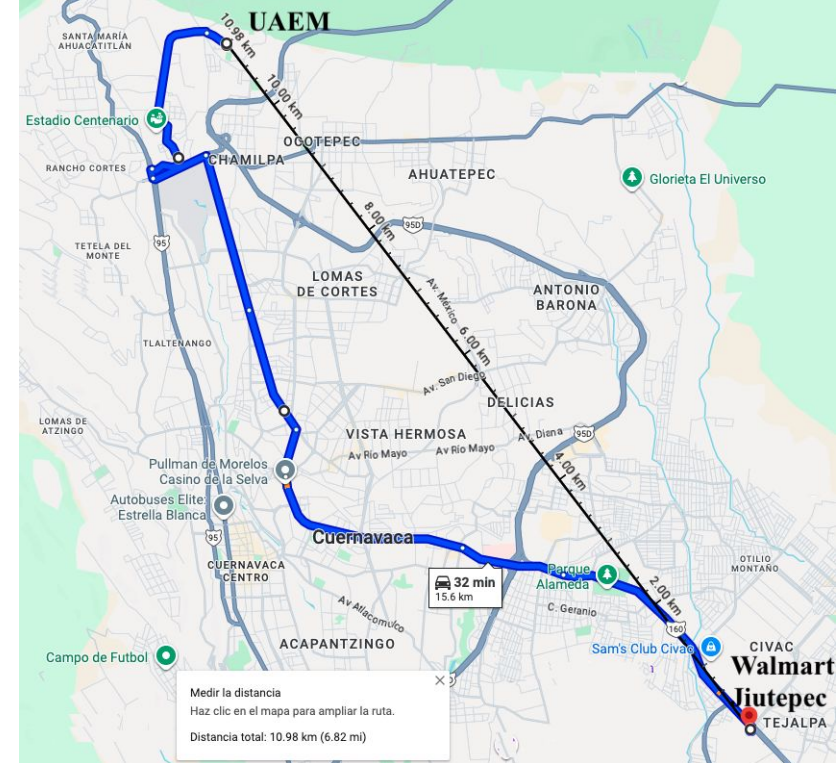 UAEM
10.98 km
SANTA MARÍA
AHUACATITLÁN
10.00 km
Estadio Centenario
OCOTEPEC
CHAMILPA
RANCHO CORTES
AHUATEPEC
Glorieta El Universo
8.00 km
95D
TETELA DEL
MONTE
95
LOMAS
DE CORTES
Av. México
ANTONIO
BARONA
6.00 km
TLALTENANGO
Av. San Diego
DELICIAS
LOMAS DE
ATZINGO
VISTA HERMOSA
Av. Diana
95D
Av Río Mayo
Av Río Mayo
4.00 km
Pullman de Morelos
Casino de la Selva
Autobuses Elite
Estrella Blanca
95
Cuernavaca
CUERNAVACA
CENTRO
OTILIO
MONTAÑO
Parque
Alameda
32 min
15.6 km
2.00 km
Av Atlacomulco
C. Geranio
160
ACAPANTZINGO
Sam's Club Civac
CIVAC
Campo de Futbol
Walmart
Jiutepec
TEJALPA
Medir la distancia
Haz clic en el mapa para ampliar la ruta.
Distancia total: 10.98 km (6.82 mi)